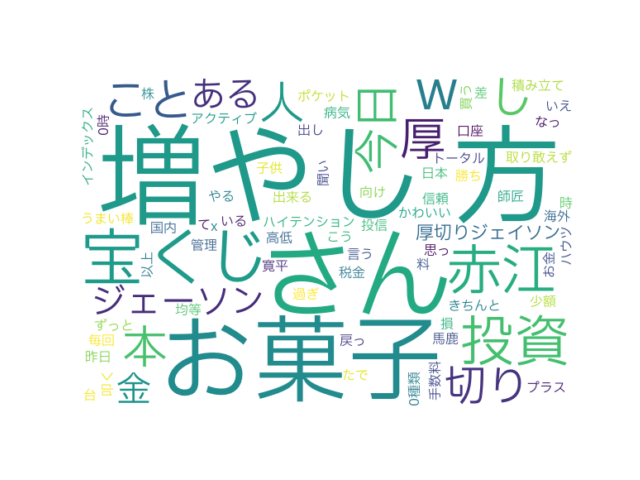 増やし方
さん
お菓子
宝くじ
赤江
投資
こと
ある
人
今日
W
し
厚
ジェーソン
本
金
切り
厚切りジェイソン
株
0時
インデックス
アクティブ
ポケット
病気
出し
買う
差
積み立て
いえ
なっ
口座
トータル
取り敢えず
子供
聞い
日本
勝ち
うまい棒
やる
出来る
向け
信頼
師匠
時
海外
国内
て
x
いる
ハイテンション
投信
かわいい
高低
こう
以上
管理
寛平
税金
言う
思っ
料
お金
ハウツ
過ぎ
きちんと
少額
均等
ずっと
毎回
昨日
戻っ
損
馬鹿
たで
台
0種類
手数料
プラス